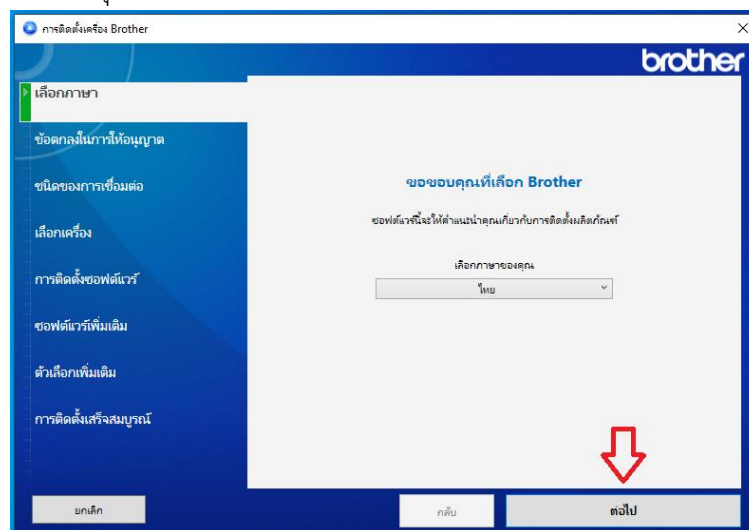 การติดตั้งเครื่อง Brother
brother
เลือกภาษา
ข้อตกลงในการให้อนุญาต
ชนิดของการเชื่อมต่อ
เลือกเครื่อง
การติดตั้งซอฟต์แวร์
ซอฟต์แวร์เพิ่มเติม
ตัวเลือกเพิ่มเติม
การติดตั้งเสร็จสมบูรณ์
ขอขอบคุณที่เลือก Brother
ซอฟต์แวร์นี้จะให้คำแนะนำคุณเกี่ยวกับการติดตั้งผลิตภัณฑ์
เลือกภาษาของคุณ
ไทย
ยกเลิก
กลับ
ต่อไป